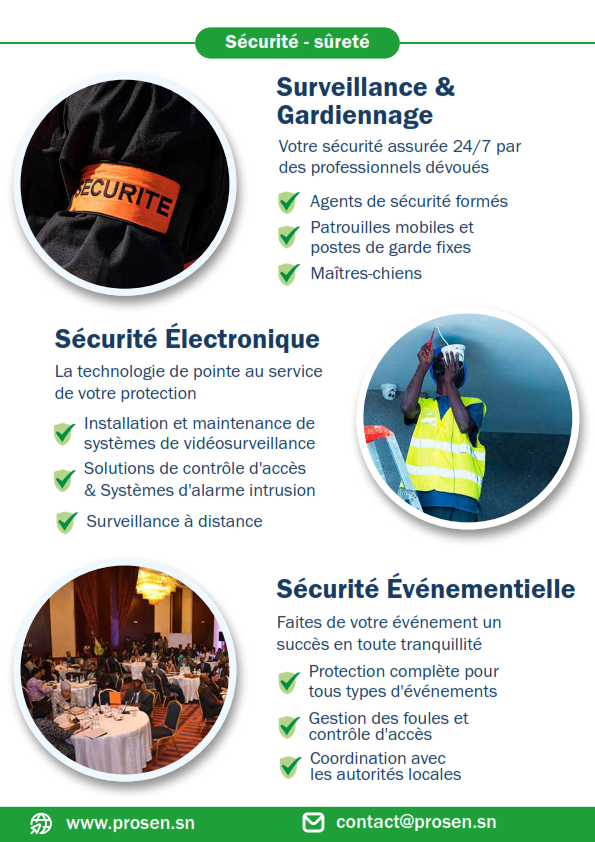 Sécurité - sûreté
Surveillance &
Gardiennage
Votre sécurité assurée 24/7 par
des professionnels dévoués
Agents de sécurité formés
Patrouilles mobiles et
postes de garde fixes
Maîtres-chiens
SÉCURITE
Sécurité Électronique
La technologie de pointe au service
de votre protection
Installation et maintenance de
systèmes de vidéosurveillance
Solutions de contrôle d'accès
& Systèmes d'alarme intrusion
Surveillance à distance
Sécurité Événementielle
Faites de votre événement un
succès en toute tranquillité
Protection complète pour
tous types d'événements
Gestion des foules et
contrôle d'accès
Coordination avec
les autorités locales
www.prosen.sn
contact@prosen.sn